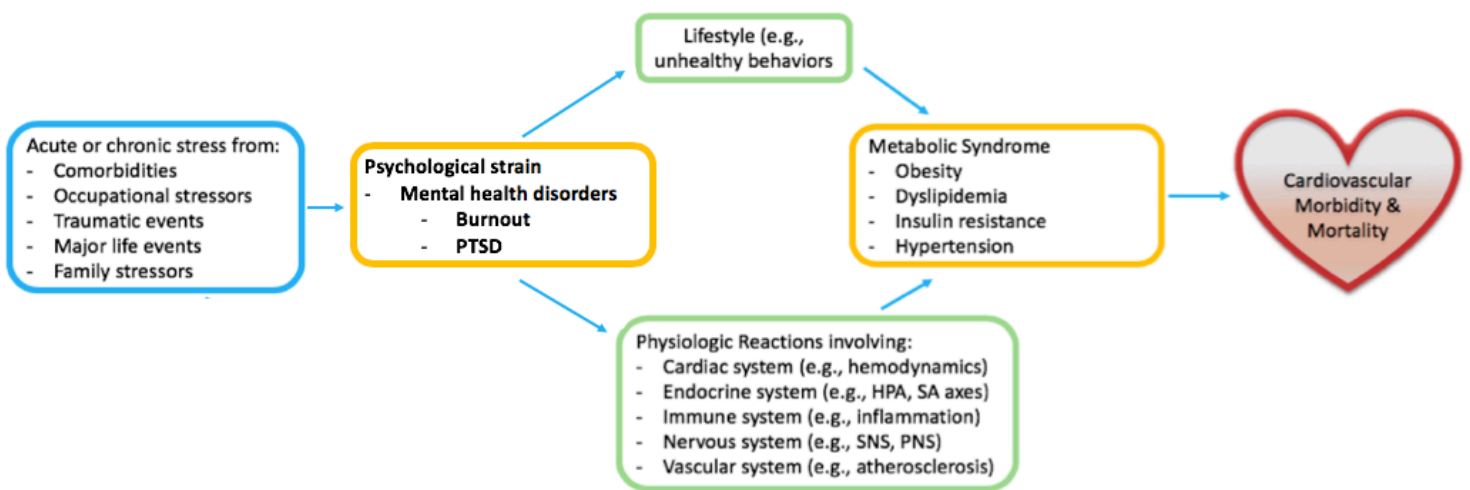 Lifestyle (e.g.,
unhealthy behaviors
Acute or chronic stress from:
- Comorbidities
- Occupational stressors
- Traumatic events
- Major life events
- Family stressors
Psychological strain
- Mental health disorders
- Burnout
- PTSD
Metabolic Syndrome
- Obesity
- Dyslipidemia
- Insulin resistance
- Hypertension
Cardiovascular
Morbidity &
Mortality
Physiologic Reactions involving:
- Cardiac system (e.g., hemodynamics)
- Endocrine system (e.g., HPA, SA axes)
- Immune system (e.g., inflammation)
- Nervous system (e.g., SNS, PNS)
- Vascular system (e.g., atherosclerosis)